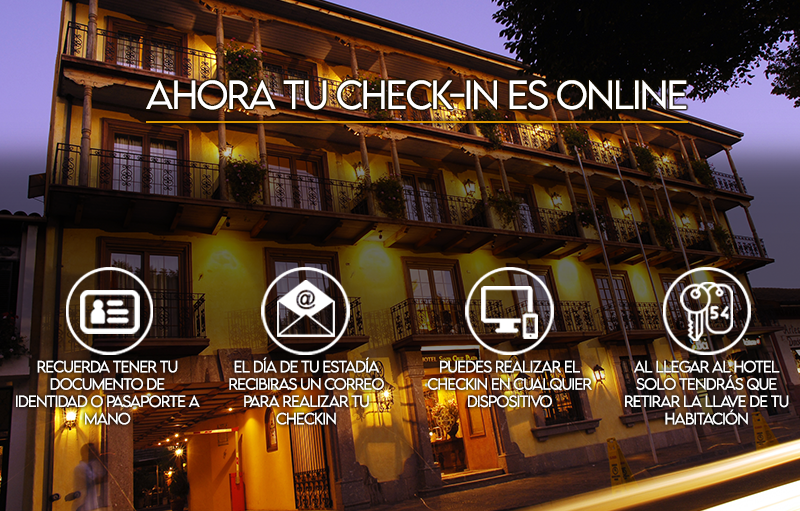 AHORA TU CHECK-IN ES ONLINE
@
54
RECUERDA TENER TU
DOCUMENTO DE
IDENTIDAD O PASAPORTE A
MANO
EL DÍA DE TU ESTADÍA
RECIBIRAS UN CORREO
PARA REALIZAR TU
CHECKIN
PUEDES REALIZAR EL
CHECKIN EN CUALQUIER
DISPOSITIVO
AL LLEGAR AL HOTEL
SOLO TENDRÁS QUE
RETIRAR LA LLAVE DE TU
HABITACIÓN
HOTEL